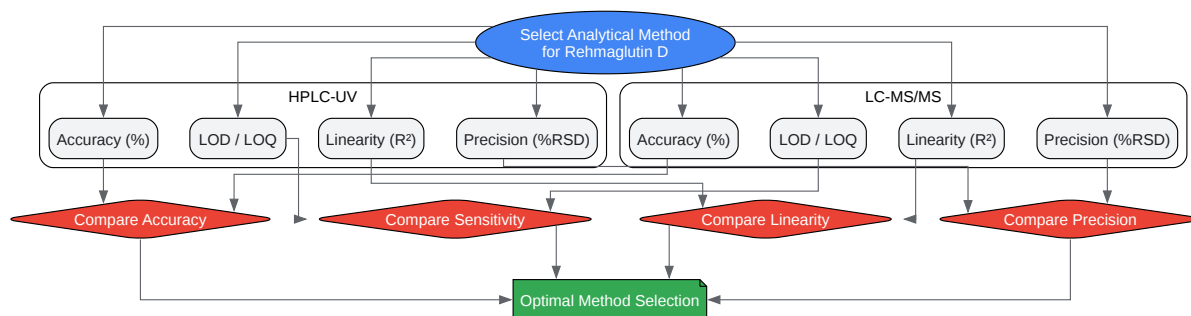 Select Analytical Method
for Rehmaglutin D
HPLC-UV
LC-MS/MS
Accuracy (%)
LOD / LOQ
Linearity (R²)
Precision (%RSD)
Accuracy (%)
LOD / LOQ
Linearity (R²)
Precision (%RSD)
Compare Accuracy
Compare Sensitivity
Compare Linearity
Compare Precision
Optimal Method Selection